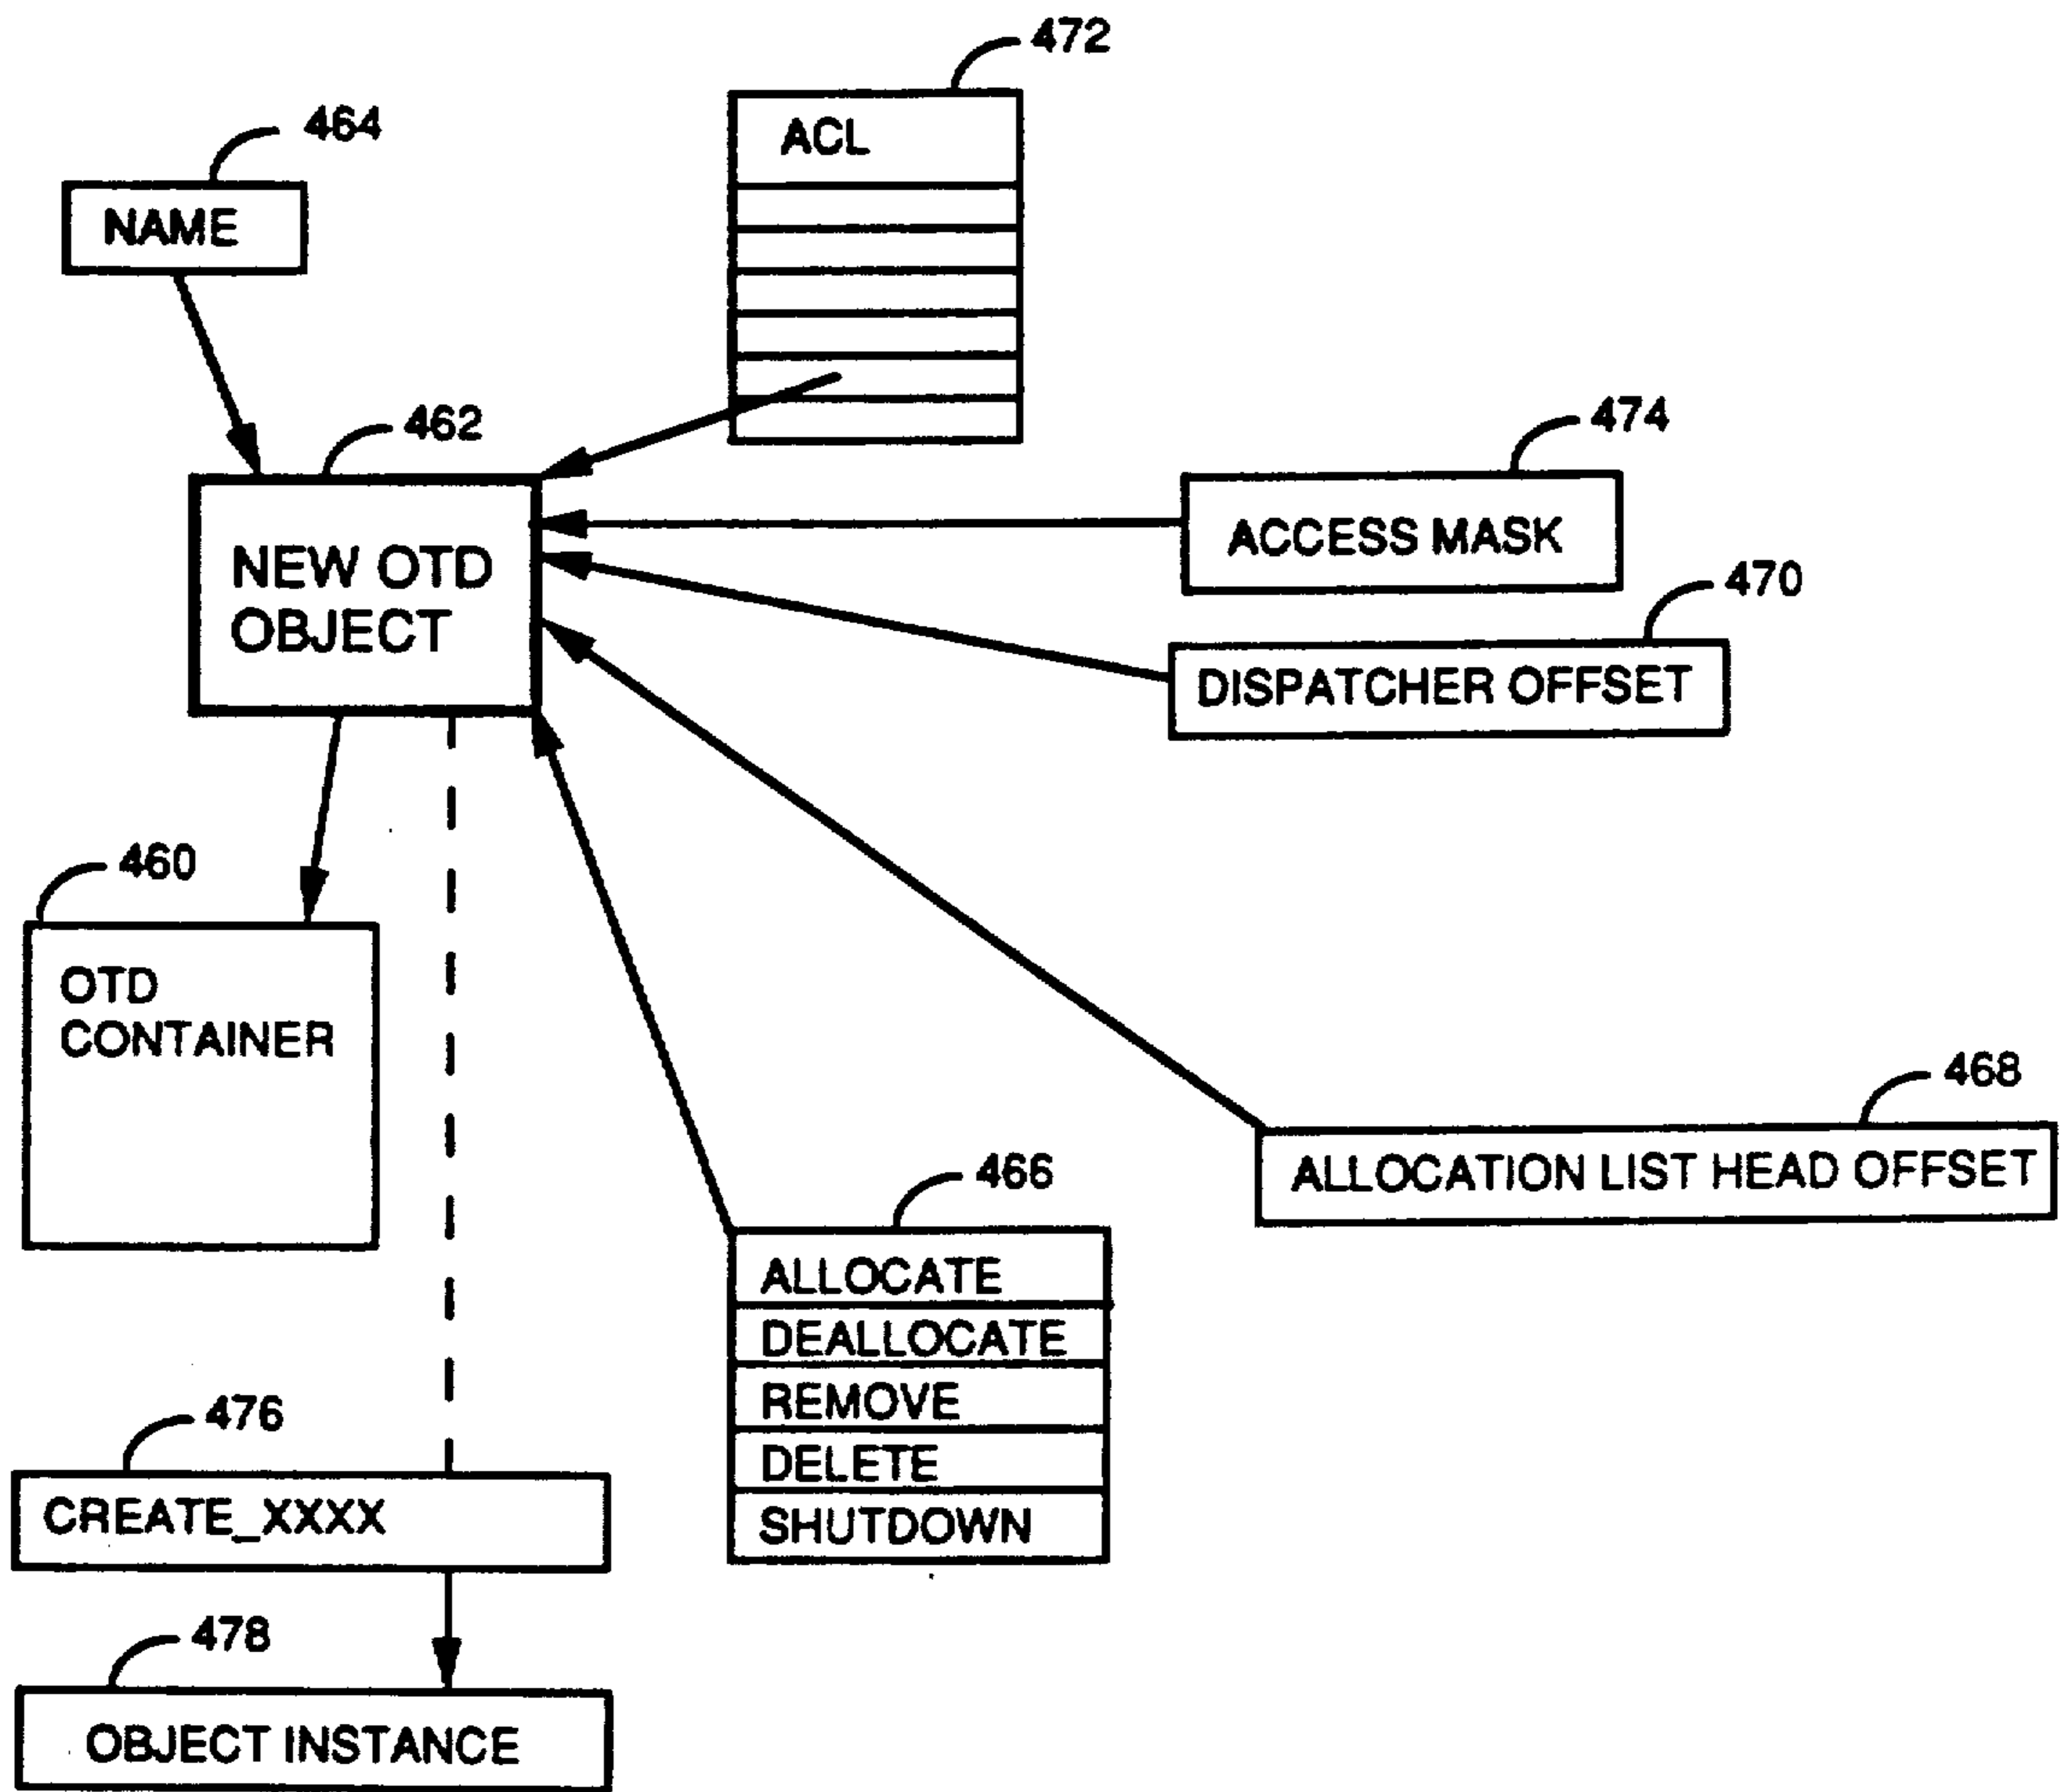 472
464
ACL
NAME
462
474
ACCESS MASK
NEW OTD
OBJECT
470
DISPATCHER OFFSET
460
OTD
CONTAINER
468
ALLOCATION LIST HEAD OFFSET
466
ALLOCATE
DEALLOCATE
REMOVE
DELETE
SHUTDOWN
476
CREATE_XXXX
478
OBJECT INSTANCE